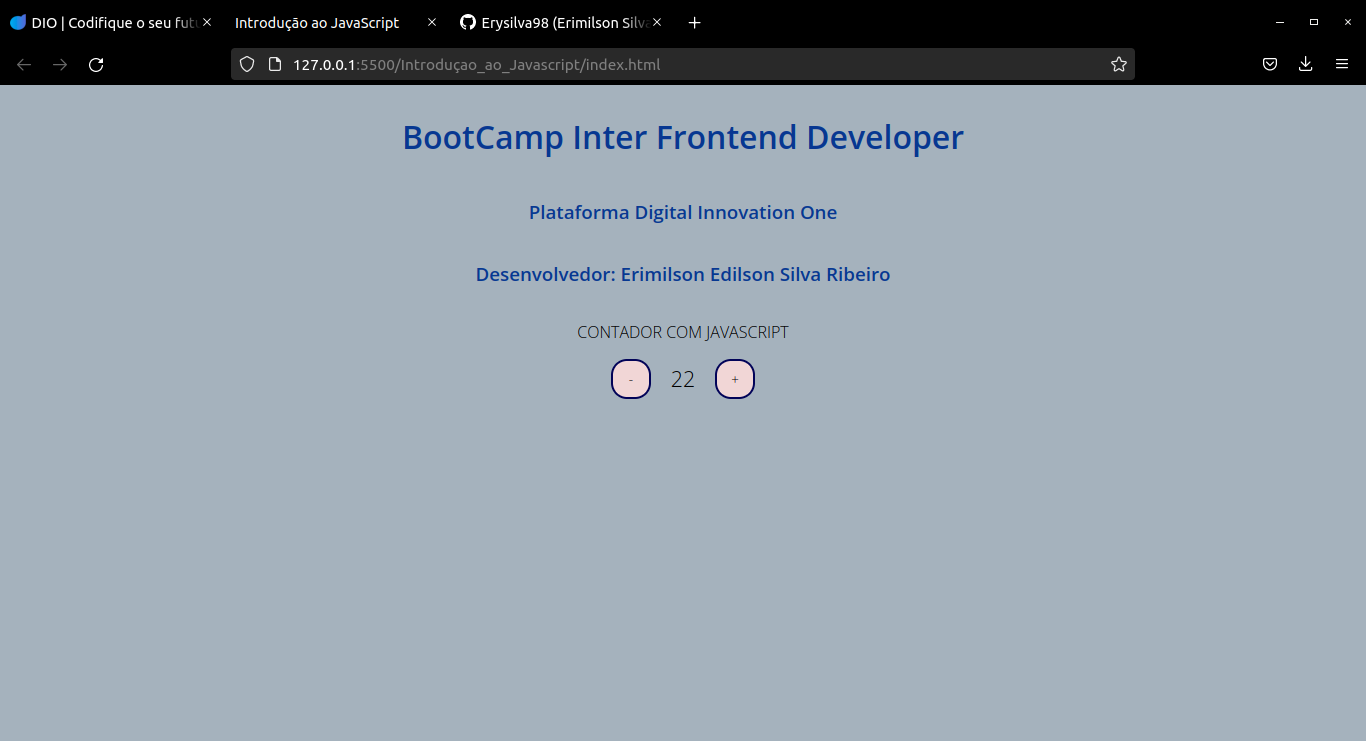 DIO | Codifique o seu futu
Introdução ao JavaScript
Erysilva98 (Erimilson Silva
127.0.0.1:5500/Introduçao_ao_Javascript/index.html
BootCamp Inter Frontend Developer
Plataforma Digital Innovation One
Desenvolvedor: Erimilson Edilson Silva Ribeiro
CONTADOR COM JAVASCRIPT
- 22 +